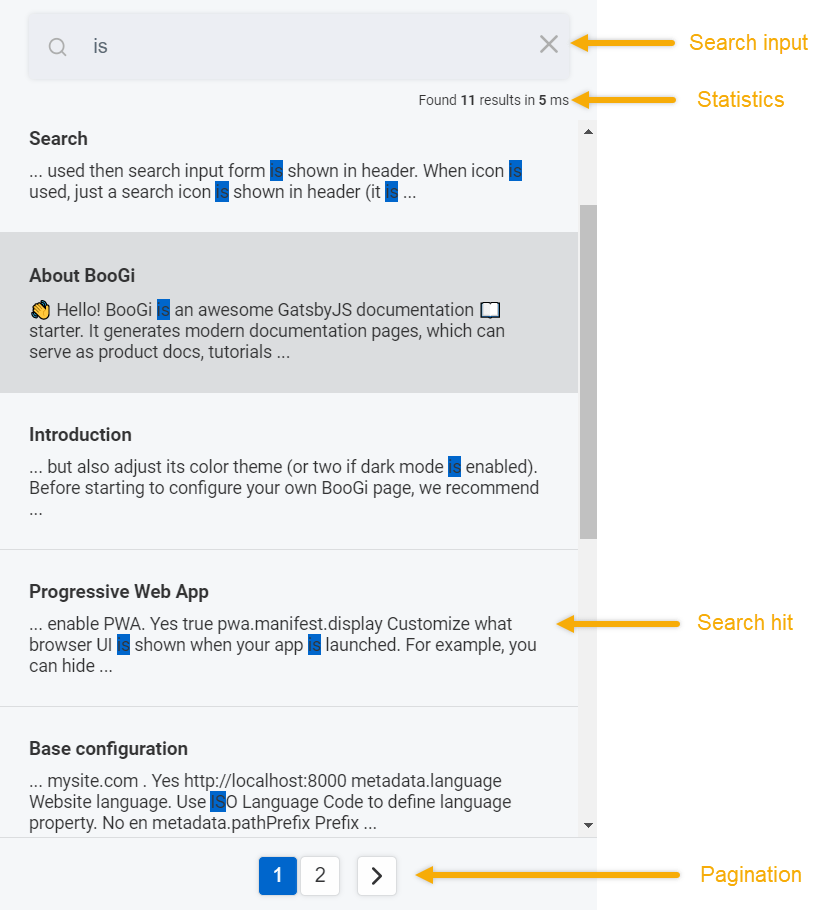 is
Search input
Found 11 results in 5 ms
Statistics
Search
... used then search input form is shown in header. When icon is
used, just a search icon is shown in header (it is ...
About BooGi
👏 Hello! BooGi is an awesome GatsbyJS documentation 📖
starter. It generates modern documentation pages, which can
serve as product docs, tutorials ...
Introduction
... but also adjust its color theme (or two if dark mode is enabled).
Before starting to configure your own BooGi page, we recommend
...
Progressive Web App
... enable PWA. Yes true pwa.manifest.display Customize what
browser UI is shown when your app is launched. For example, you
can hide ...
Search hit
Base configuration
... mysite.com . Yes http://localhost:8000 metadata.language
Website language. Use ISO Language Code to define language
property. No en metadata.pathPrefix Prefix ...
1 2
Pagination